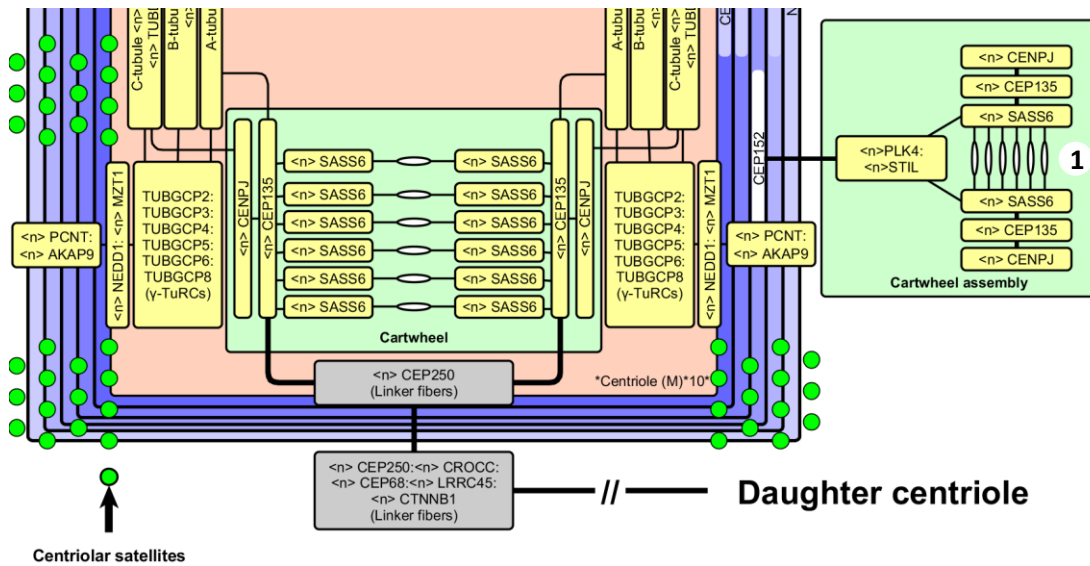 C-tubule <n>
<n> TUB
B-tubu
A-tubu
A-tubu
B-tubu
C-tubule <n>
<n> TUB
CE
N
CEP152
<n> NEDD1: <n> MZT1
TUBGCP2:
TUBGCP3:
TUBGCP4:
TUBGCP5:
TUBGCP6:
TUBGCP8
(γ-TuRCs)
<n> PCNT:
<n> AKAP9
<n> CENPJ
<n> CEP135
<n> SASS6
<n> SASS6
<n> SASS6
<n> SASS6
<n> SASS6
<n> SASS6
<n> SASS6
<n> SASS6
<n> SASS6
<n> SASS6
<n> SASS6
<n> SASS6
<n> CEP135
<n> CENPJ
Cartwheel
TUBGCP2:
TUBGCP3:
TUBGCP4:
TUBGCP5:
TUBGCP6:
TUBGCP8
(γ-TuRCs)
<n> NEDD1: <n> MZT1
<n> PCNT:
<n> AKAP9
<n> CENPJ
<n> CEP135
<n> SASS6
<n>PLK4:
<n>STIL
1
<n> SASS6
<n> CEP135
<n> CENPJ
Cartwheel assembly
<n> CEP250
(Linker fibers)
*Centriole (M)*10*
<n> CEP250:<n> CROCC:
<n> CEP68:<n> LRRC45:
<n> CTNNB1
(Linker fibers)
//
Daughter centriole
Centriolar satellites